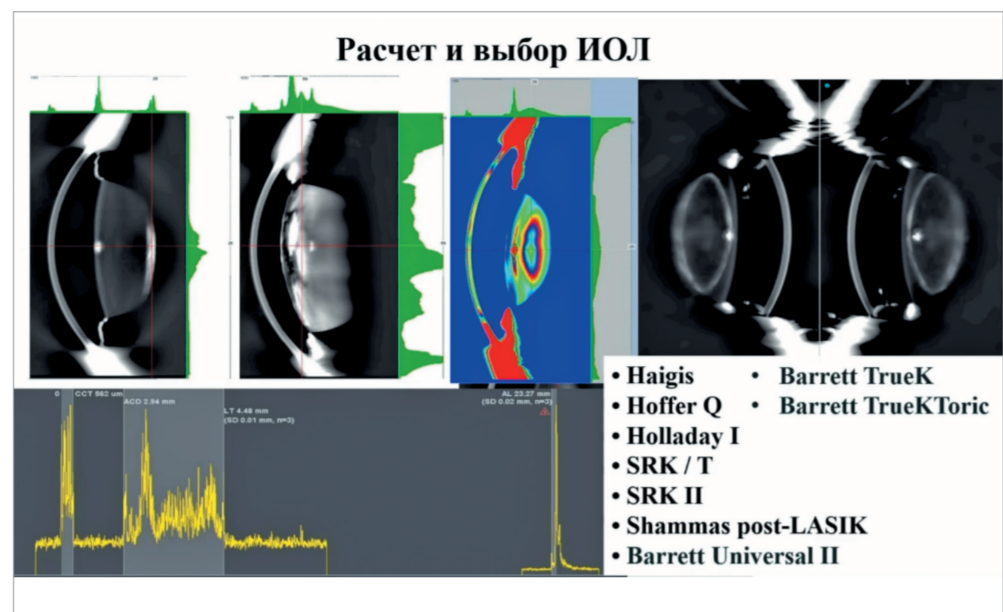 Расчет и выбор ИОЛ
CCT 562 um
ACD 2.94 mm
LT 4.48 mm
(SD 0.01 mm, n=3)
AL 23.27 mm
(SD 0.02 mm, n=2)
• Haigis
• Hoffer Q
• Holladay I
• SRK / T
• SRK II
• Shammas post-LASIK
• Barrett Universal II
• Barrett TrueK
• Barrett TrueKToric